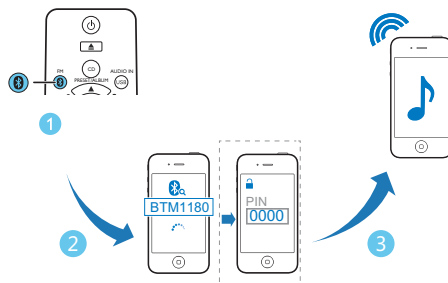 CD
FM
AUDIO IN
PRESET/ALBUM
USB
1
BTM1180
PIN
0000
2
3